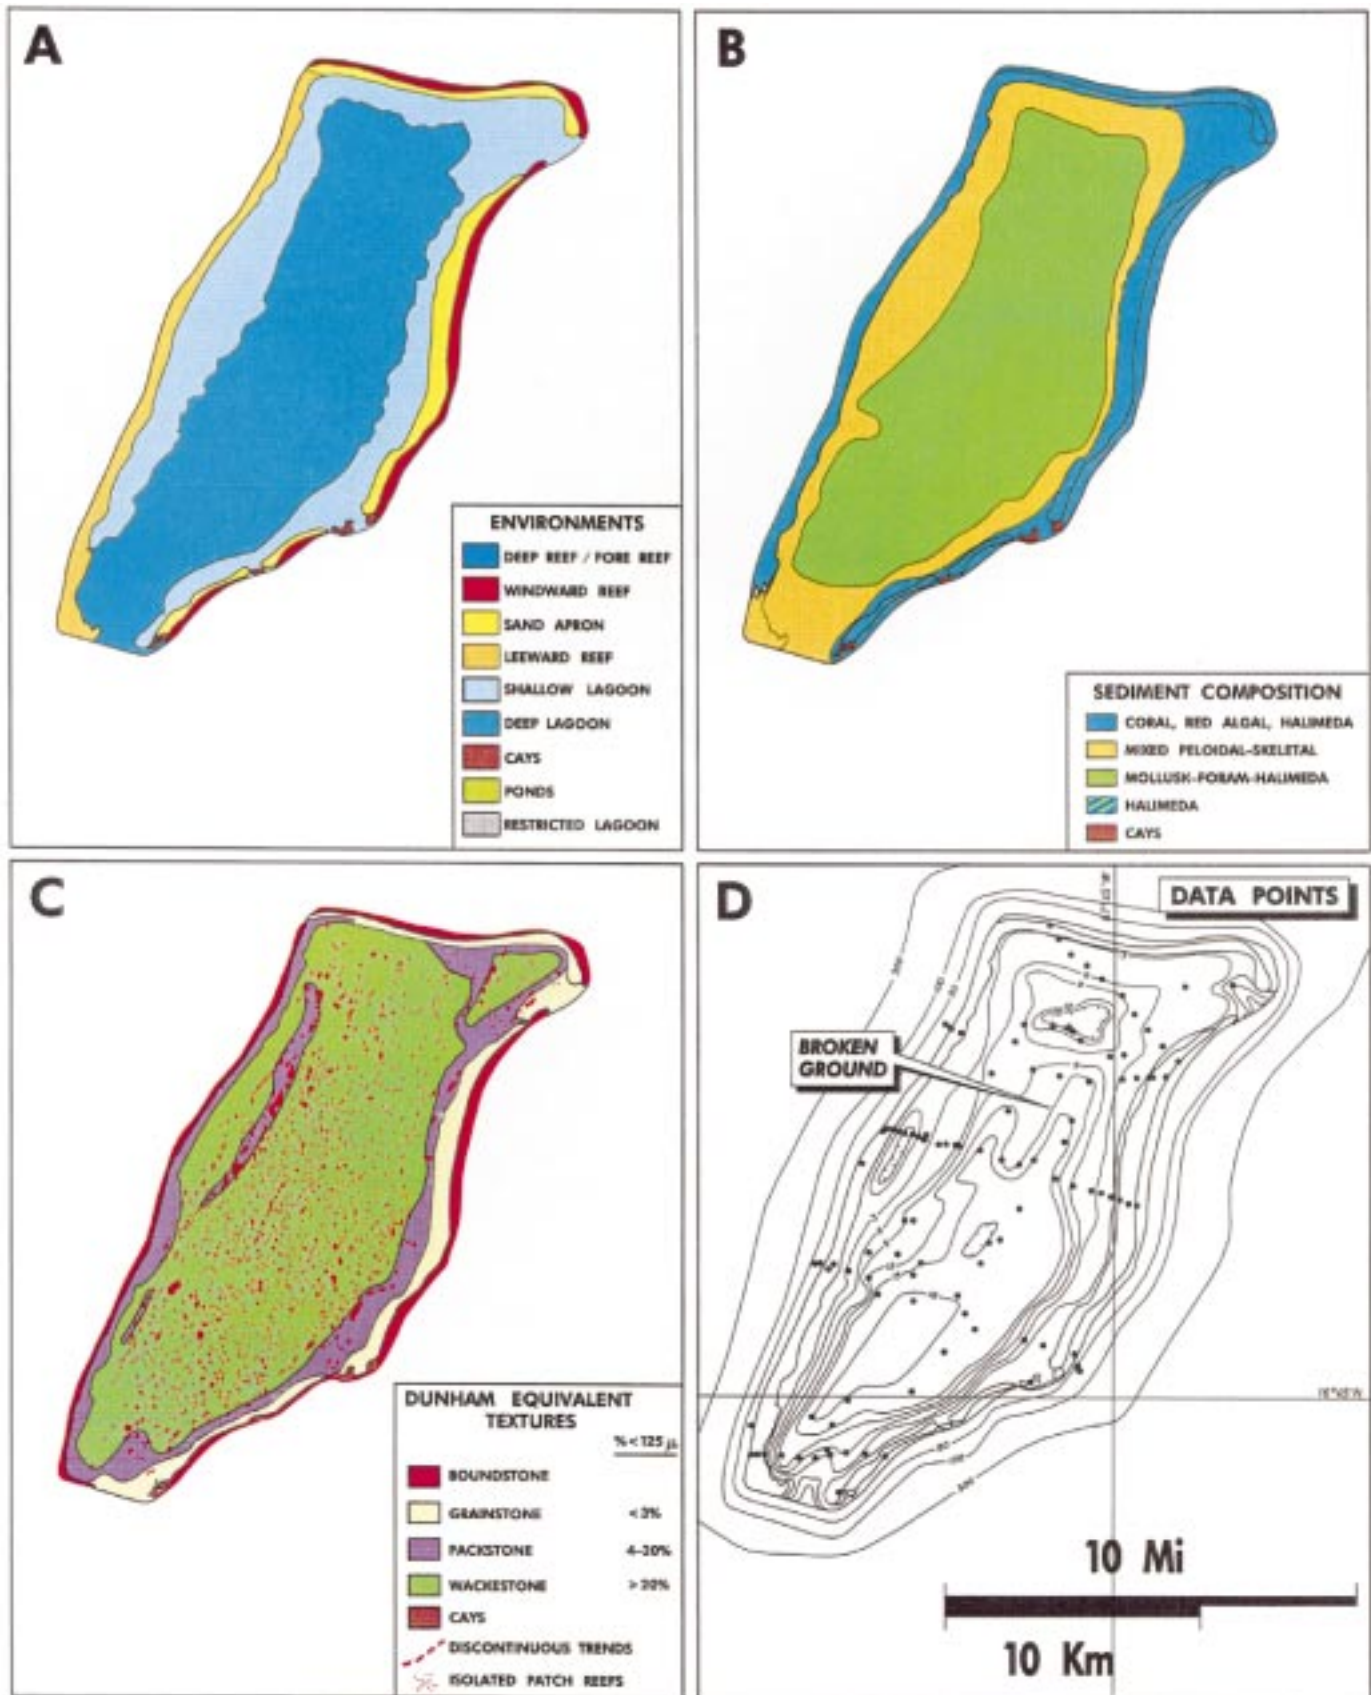 A
ENVIRONMENTS
DEEP REEF / FORE REEF
WINDWARD REEF
SAND APRON
LEEWARD REEF
SHALLOW LAGOON
DEEP LAGOON
CAYS
PONDS
RESTRICTED LAGOON
B
SEDIMENT COMPOSITION
CORAL, RED ALGAL, HALIMEDA
MIXED PELOIDAL-SKELETAL
MOLLUSK-FORAM-HALIMEDA
HALIMEDA
CAYS
C
DUNHAM EQUIVALENT
TEXTURES
% < 125 μ
BOUNDSTONE
GRAINSTONE < 3%
PACKSTONE 4-20%
WACKESTONE > 20%
CAYS
DISCONTINUOUS TRENDS
ISOLATED PATCH REEFS
D
DATA POINTS
BROKEN
GROUND
10 Mi
10 Km